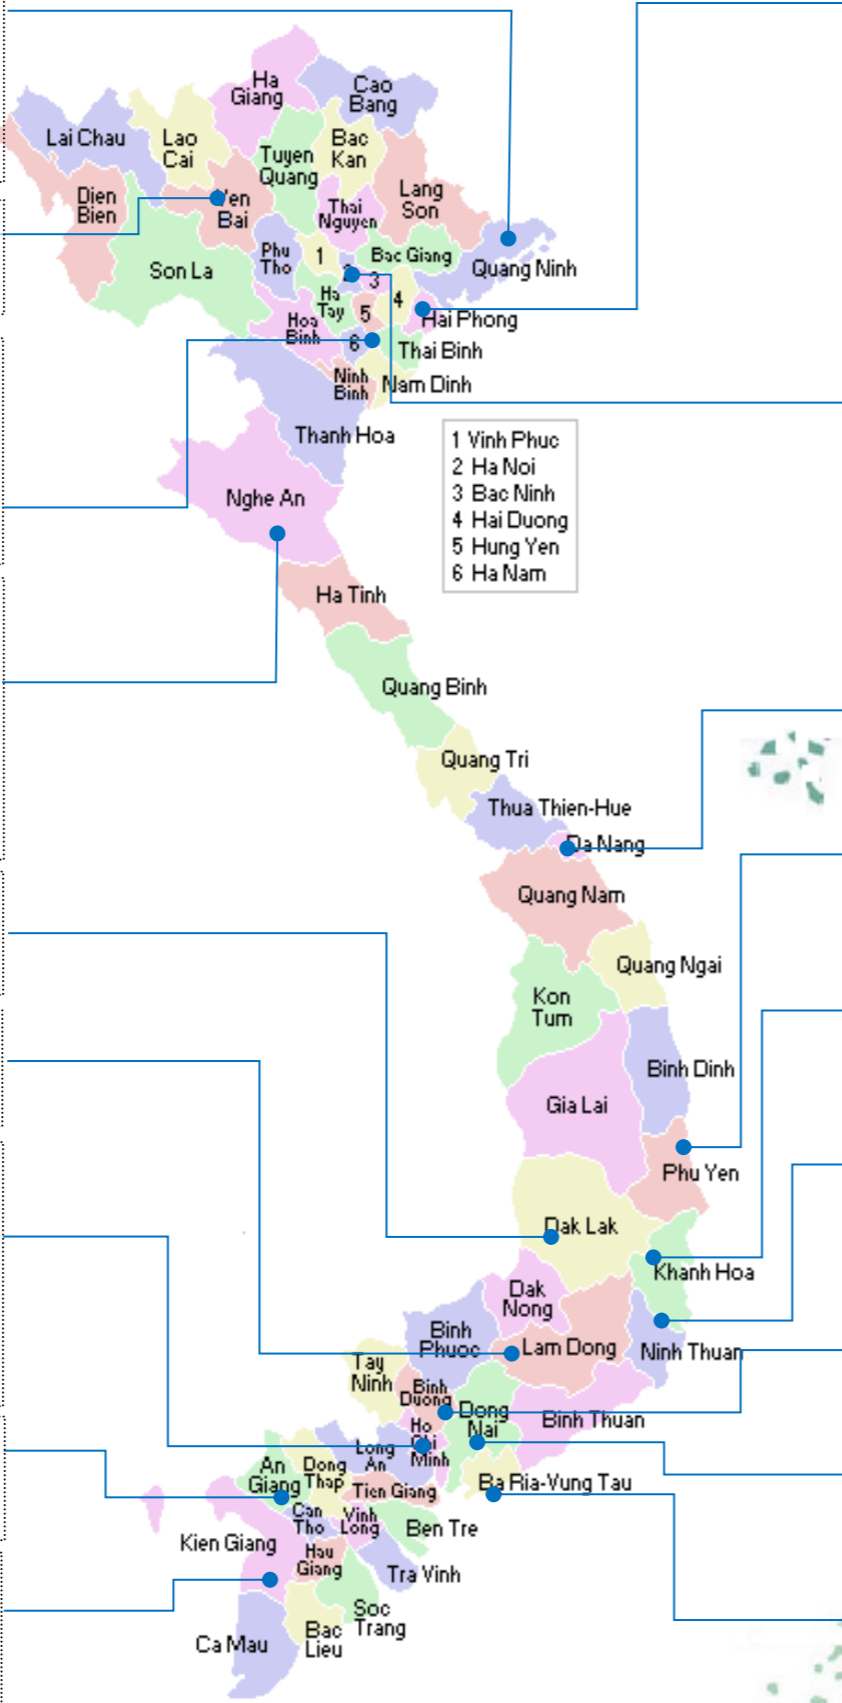 Ha
Giang
Cao
Bang
Lai Chau
Lao
Cai
Bac
Kan
Tuyen
Quang
Lang
Son
Dien
Bien
Yen
Bai
Thai
Nguyen
Phu
Tho
1
Bac Giang
Quang Ninh
Son La
2
3
Ha
Tay
4
5
Hai Phong
Hoa
Binh
6
Thai Binh
Ninh
Binh
Nam Dinh
Thanh Hoa
1 Vinh Phuc
2 Ha Noi
3 Bac Ninh
4 Hai Duong
5 Hung Yen
6 Ha Nam
Nghe An
Ha Tinh
Quang Binh
Quang Tri
Thua Thien-Hue
Da Nang
Quang Nam
Quang Ngai
Kon
Tum
Binh Dinh
Gia Lai
Phu Yen
Dak Lak
Khanh Hoa
Dak
Nong
Binh
Phuoc
Lam Dong
Ninh Thuan
Tay
Ninh
Binh
Duong
Dong
Nai
Binh Thuan
Ho
Chi
Minh
Long
An
An
Giang
Dong
Thap
Tien Giang
Ba Ria-Vung Tau
Can
Tho
Vinh
Long
Ben Tre
Kien Giang
Hau
Giang
Tra Vinh
Soc
Trang
Bac
Lieu
Ca Mau